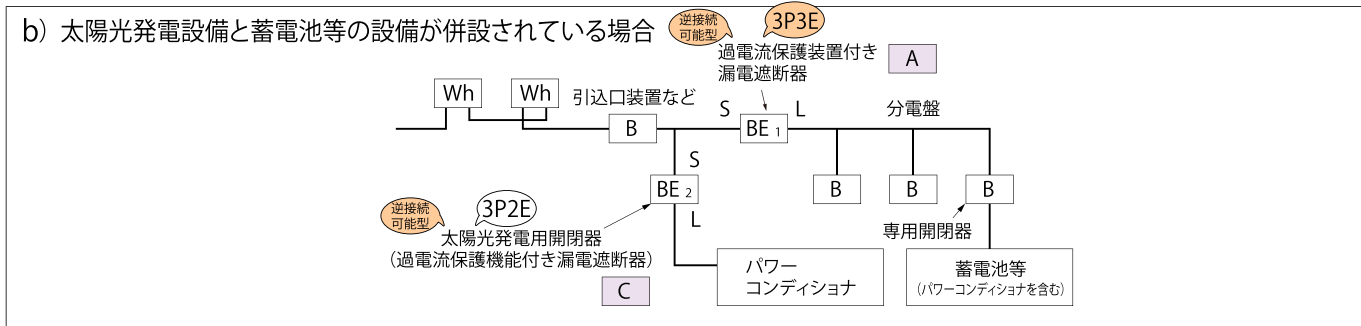 b）太陽光発電設備と蓄電池等の設備が併設されている場合
逆接続
可能型
3P3E
過電流保護装置付き
漏電遮断器
A
Wh
Wh
引込口装置など
S
L
分電盤
B
BE 1
S
BE 2
L
B
B
B
逆接続
可能型
3P2E
太陽光発電用開閉器
（過電流保護機能付き漏電遮断器）
C
専用開閉器
パワー
コンディショナ
蓄電池等
（パワーコンディショナを含む）